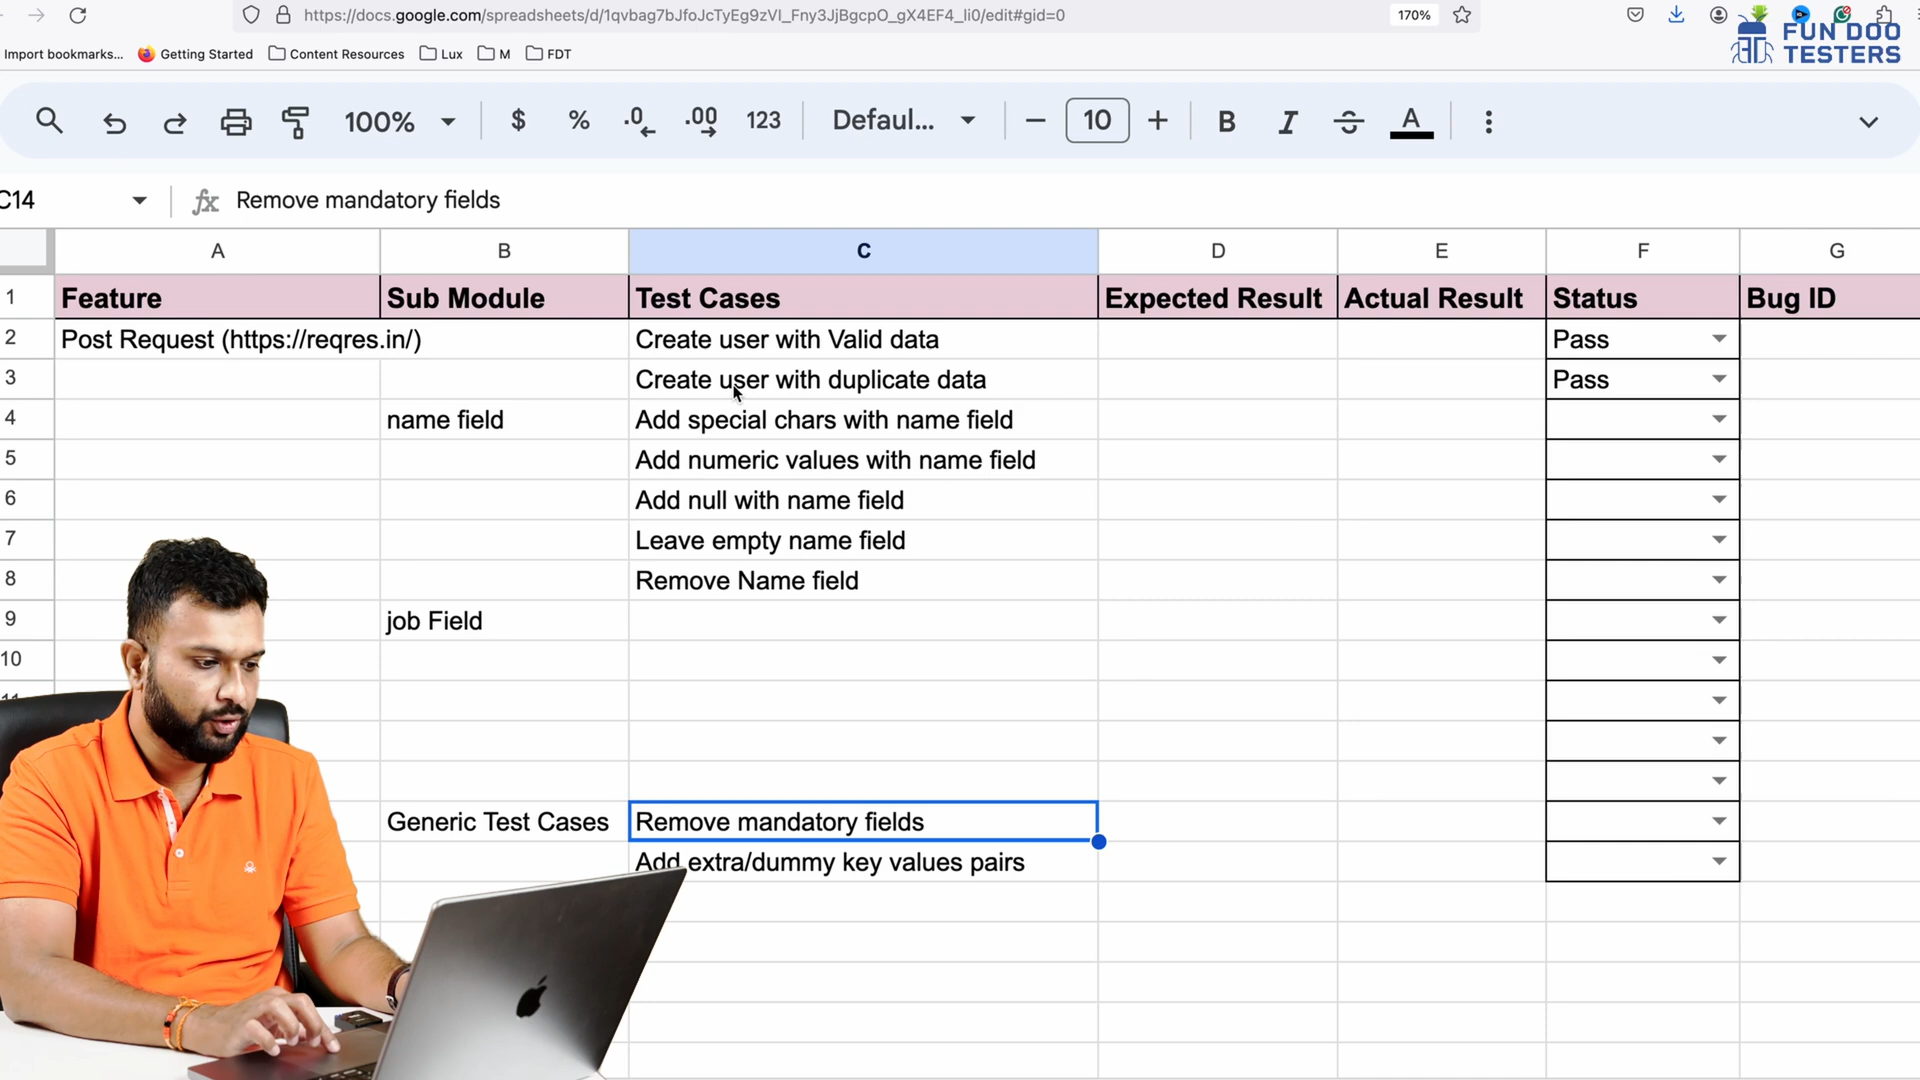 https://docs.google.com/spreadsheets/d/1qvbag7bJfoJcTyEg9zVI_Fny3JjBgcpO_gX4EF4_Ii0/edit#gid=0
170%
FUN DOO
TESTERS
Import bookmarks...
Getting Started
Content Resources
Lux
M
FDT
100%
$
%
.0
.00
123
Defaul...
10
B
I
A
C14
fx
Remove mandatory fields
A
B
C
D
E
F
G
1
Feature
Sub Module
Test Cases
Expected Result
Actual Result
Status
Bug ID
2
Post Request (https://reqres.in/)
Create user with Valid data
Pass
3
Create user with duplicate data
Pass
4
name field
Add special chars with name field
5
Add numeric values with name field
6
Add null with name field
7
Leave empty name field
8
Remove Name field
9
job Field
10
Generic Test Cases
Remove mandatory fields
Add extra/dummy key values pairs